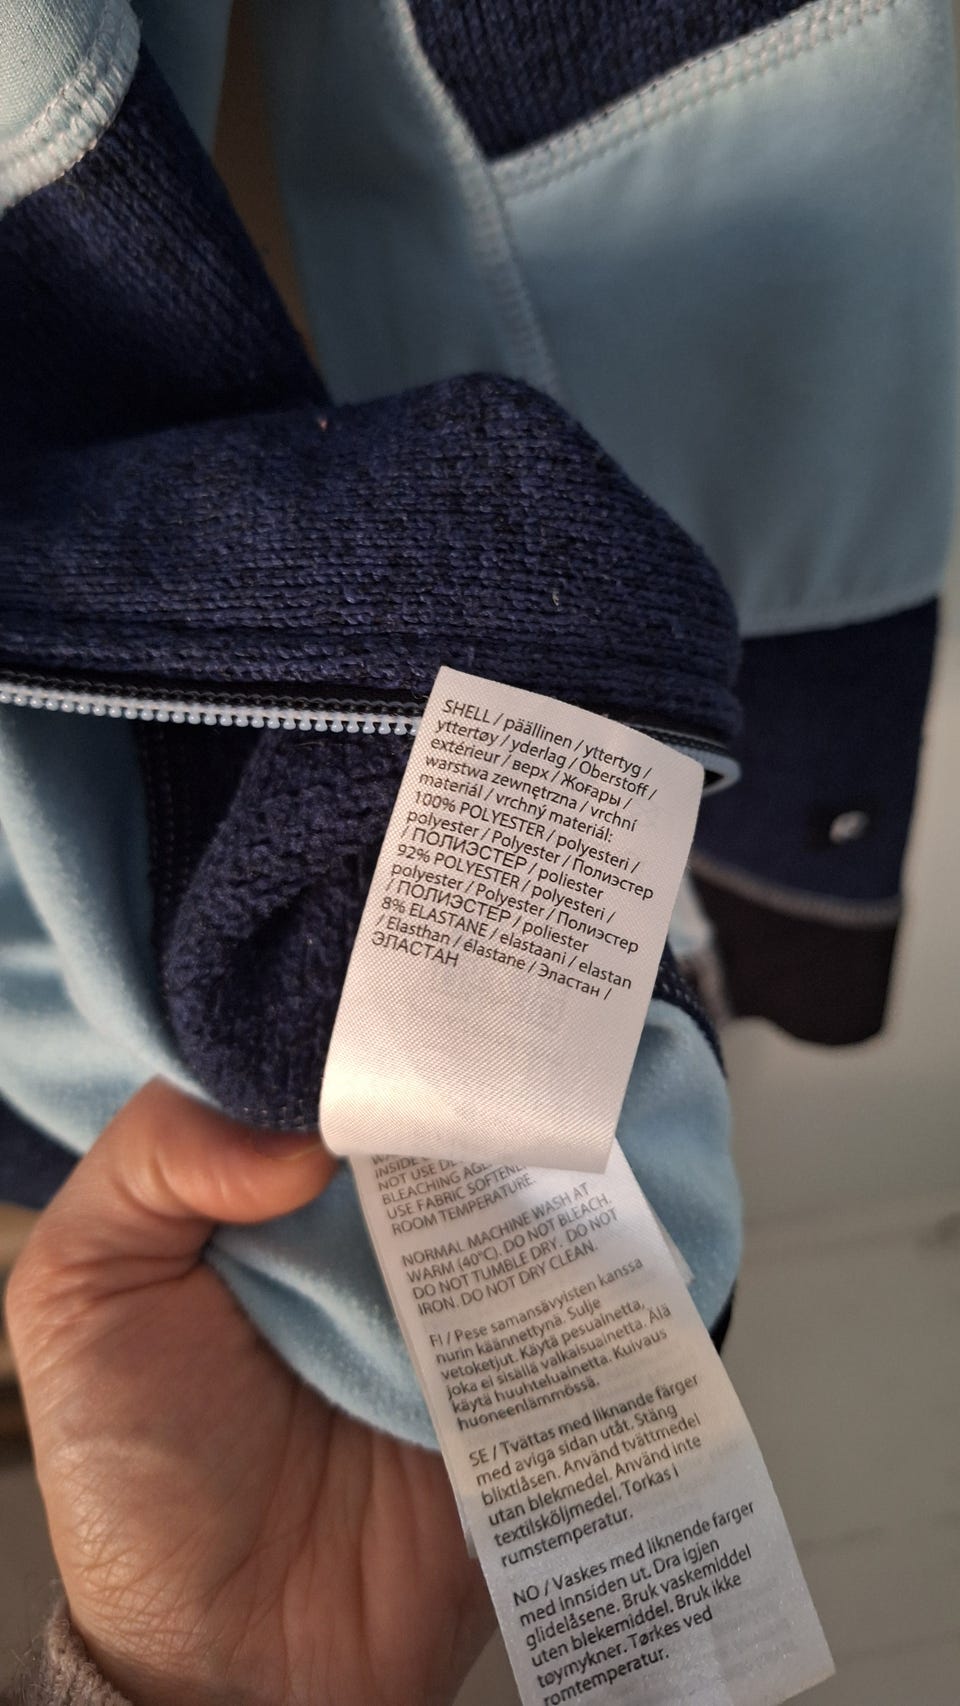 SHELL / päällinen / yttertyg /
yttertøy / yderlag / Oberstoff /
extérieur / верх / Жоғары /
warstwa zewnętrzna / vrchní
materiál / vrchný materiál:
100% POLYESTER / polyesteri /
polyester / Polyester / Полиэстер
/ ПОЛИЭСТЕР / poliester
92% POLYESTER / polyesteri /
polyester / Polyester / Полиэстер
/ ПОЛИЭСТЕР / poliester
8% ELASTANE / elastaani / elastan
/ Elasthan / élastane / Эластан /
ЭЛАСТАН
INSIDE
NOT USE
BLEACHING
USE FABRIC
ROOM TEMPERATURE.
NORMAL MACHINE WASH AT
WARM (40°C). DO NOT BLEACH.
DO NOT TUMBLE DRY. DO NOT
IRON. DO NOT DRY CLEAN.
FI / Pese samansävyisten kanssa
nurin käännettynä. Sulje
vetoketjut. Käytä pesuainetta,
joka ei sisällä valkaisuainetta. Älä
käytä huuhteluainetta. Kuivaus
huoneenlämmössä.
SE / Tvättas med liknande färger
med aviga sidan utåt. Stäng
blixtlåsen. Använd tvättmedel
utan blekmedel. Använd inte
textilsköljmedel. Torkas i
rumstemperatur.
NO / Vaskes med liknende farger
med innsiden ut. Dra igjen
glidelåsene. Bruk vaskemiddel
uten blekemiddel. Bruk ikke
tøymykner. Tørkes ved
romtemperatur.